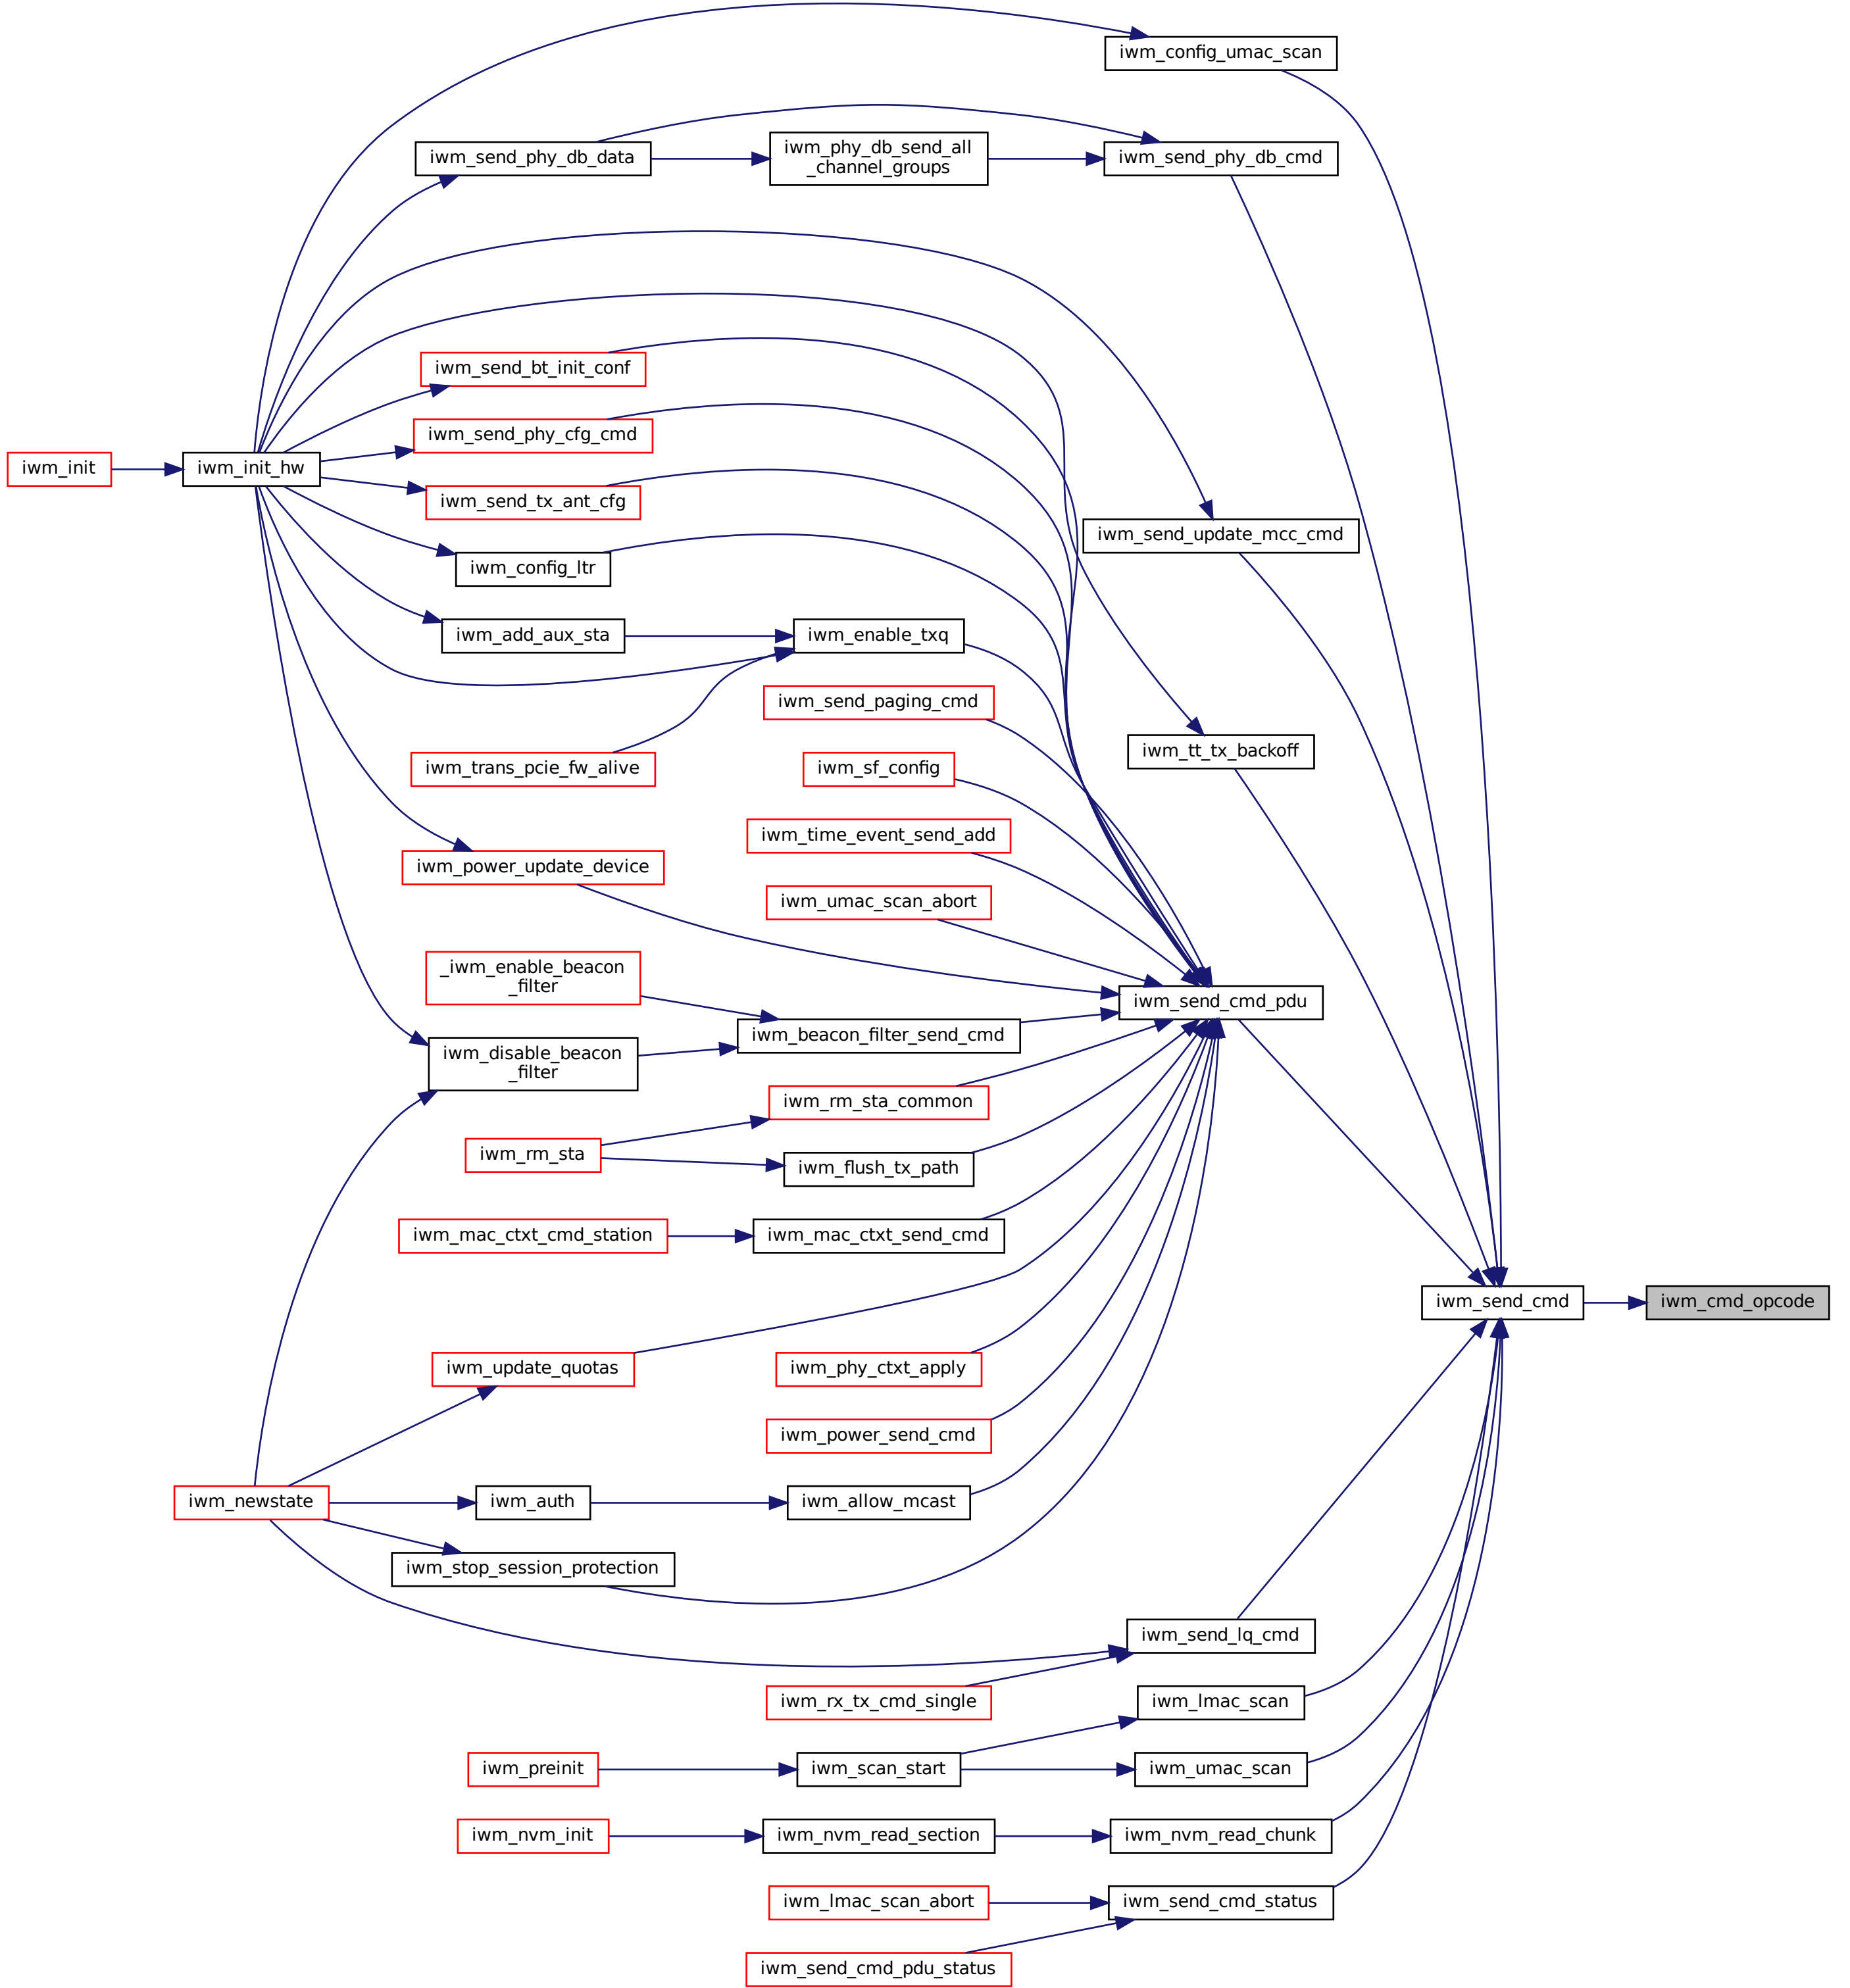 iwm_config_umac_scan
iwm_send_phy_db_data
iwm_phy_db_send_all
_channel_groups
iwm_send_phy_db_cmd
iwm_send_bt_init_conf
iwm_send_phy_cfg_cmd
iwm_init
iwm_init_hw
iwm_send_tx_ant_cfg
iwm_send_update_mcc_cmd
iwm_config_ltr
iwm_add_aux_sta
iwm_enable_txq
iwm_send_paging_cmd
iwm_tt_tx_backoff
iwm_trans_pcie_fw_alive
iwm_sf_config
iwm_time_event_send_add
iwm_power_update_device
iwm_umac_scan_abort
_iwm_enable_beacon
_filter
iwm_send_cmd_pdu
iwm_beacon_filter_send_cmd
iwm_disable_beacon
_filter
iwm_rm_sta_common
iwm_rm_sta
iwm_flush_tx_path
iwm_mac_ctxt_cmd_station
iwm_mac_ctxt_send_cmd
iwm_send_cmd
iwm_cmd_opcode
iwm_update_quotas
iwm_phy_ctxt_apply
iwm_power_send_cmd
iwm_newstate
iwm_auth
iwm_allow_mcast
iwm_stop_session_protection
iwm_send_lq_cmd
iwm_rx_tx_cmd_single
iwm_lmac_scan
iwm_preinit
iwm_scan_start
iwm_umac_scan
iwm_nvm_init
iwm_nvm_read_section
iwm_nvm_read_chunk
iwm_lmac_scan_abort
iwm_send_cmd_status
iwm_send_cmd_pdu_status